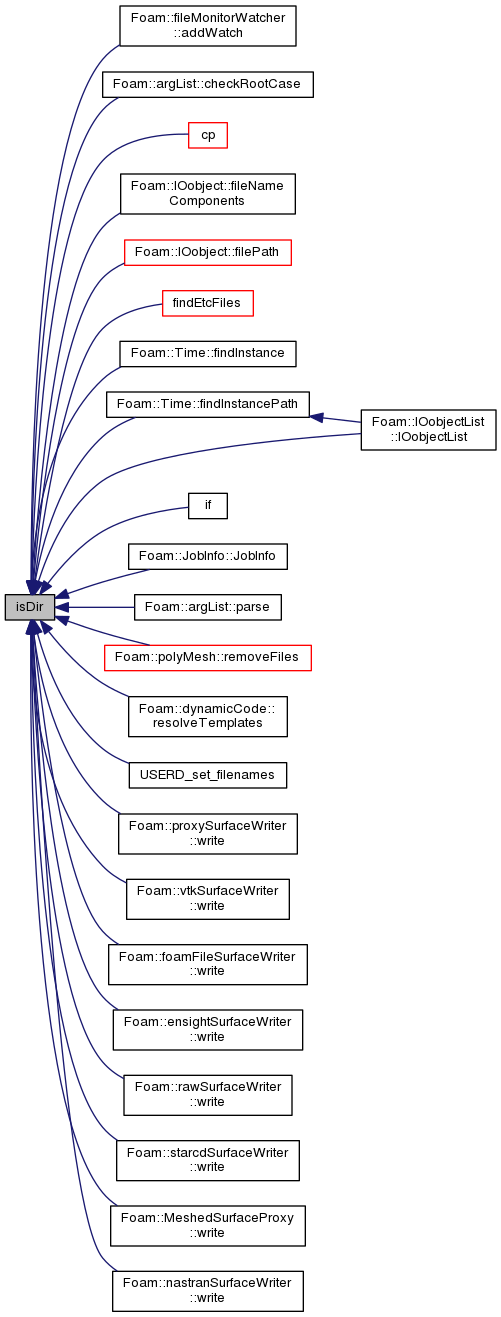 Foam::fileMonitorWatcher
::addWatch
Foam::argList::checkRootCase
cp
Foam::IOobject::fileName
Components
Foam::IOobject::filePath
findEtcFiles
Foam::Time::findInstance
Foam::Time::findInstancePath
Foam::IOobjectList
::IOobjectList
if
Foam::JobInfo::JobInfo
isDir
Foam::argList::parse
Foam::polyMesh::removeFiles
Foam::dynamicCode::
resolveTemplates
USERD_set_filenames
Foam::proxySurfaceWriter
::write
Foam::vtkSurfaceWriter
::write
Foam::foamFileSurfaceWriter
::write
Foam::ensightSurfaceWriter
::write
Foam::rawSurfaceWriter
::write
Foam::starcdSurfaceWriter
::write
Foam::MeshedSurfaceProxy
::write
Foam::nastranSurfaceWriter
::write